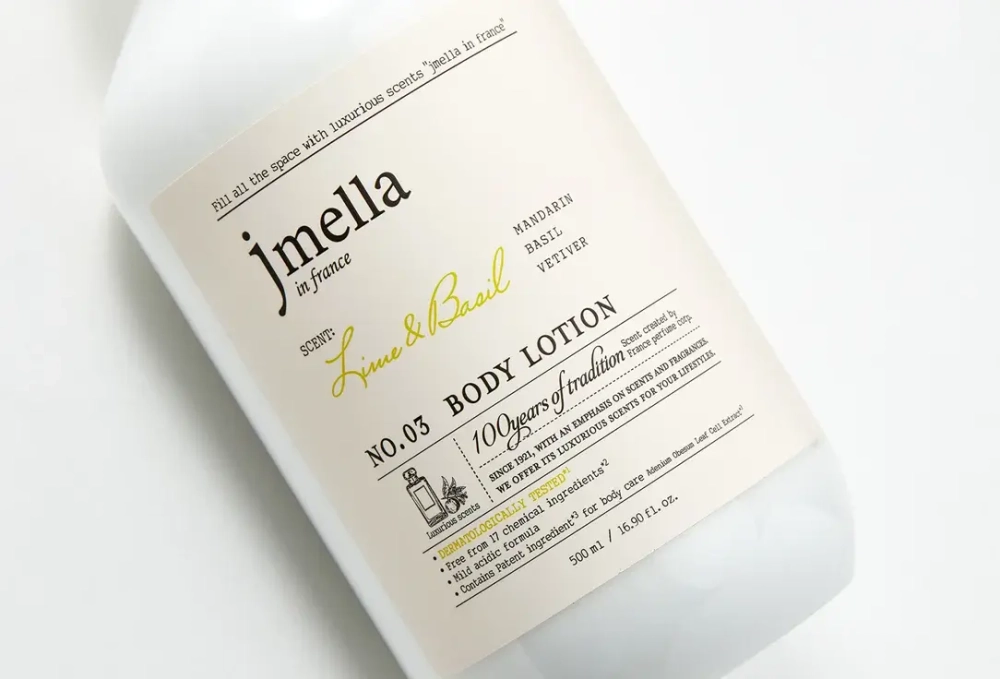 Fill all the space with luxurious scents "jmella in france"
jmella
in france
SCENT:
Lime & Basil
MANDARIN
BASIL
VETIVER
NO.03 BODY LOTION
Luxurious scents
100years of tradition
Scent created by
France perfume corp.
SINCE 1921, WITH AN EMPHASIS ON SCENTS AND FRAGRANCES.
WE OFFER ITS LUXURIOUS SCENTS FOR YOUR LIFESTYLES.
• DERMATOLOGICALLY TESTED*1
• Free from 17 chemical ingredients*2
• Mild acidic formula
• Contains Patent ingredient*3 for body care Adenium Obesum Leaf Cell Extract*3
500 ml / 16.90 fl. oz.